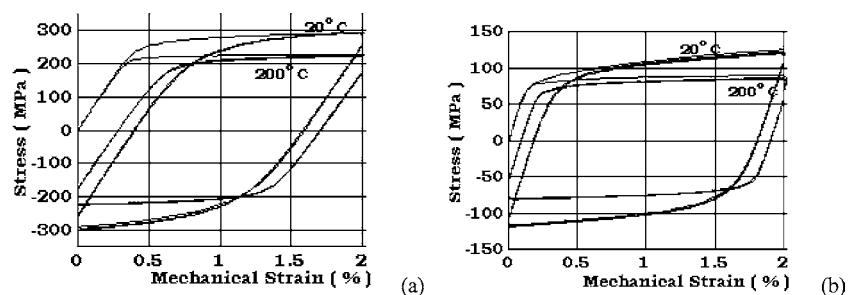 300
200
100
0
-100
-200
-300
Stress ( MPa)
20° C
200° C
0
0.5
1
1.5
2
Mechanical Strain ( % )
(a)
150
100
50
0
-50
-100
-150
Stress ( MPa)
20° C
200° C
0
0.5
1
1.5
2
Mechanical Strain ( % )
(b)